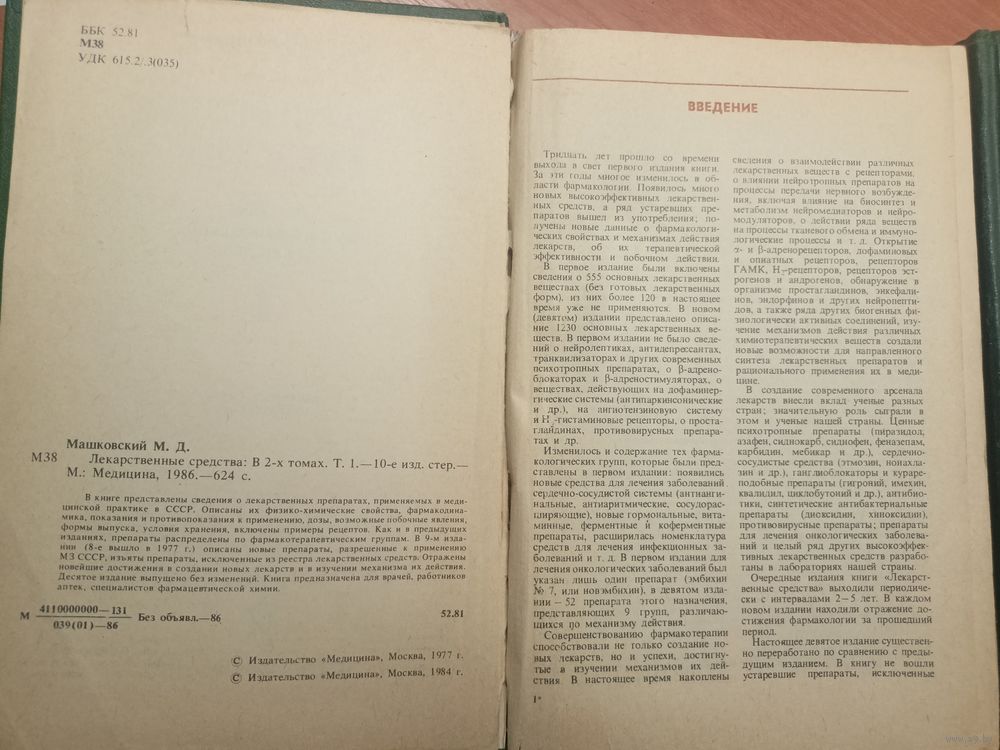 ББК 52.81
М38
УДК 615.2/.3(035)
Машковский М. Д.
М38 Лекарственные средства: В 2-х томах. Т. 1.—10-е изд. стер.—
М.: Медицина, 1986.—624 с.
В книге представлены сведения о лекарственных препаратах, применяемых в меди-
цинской практике в СССР. Описаны их физико-химические свойства, фармакодина-
мика, показания и противопоказания к применению, дозы, возможные побочные явления,
формы выпуска, условия хранения, включены примеры рецептов. Как и в предыдущих
изданиях, препараты распределены по фармакотерапевтическим группам. В 9-м изда-
нии (8-е вышло в 1977 г.) описаны новые препараты, разрешенные к применению
МЗ СССР, изъяты препараты, исключенные из реестра лекарственных средств. Отражены
новейшие достижения в создании новых лекарств и в изучении механизма их действия.
Десятое издание выпущено без изменений. Книга предназначена для врачей, работников
аптек, специалистов фармацевтической химии.
М 4110000000—131
039(01)—86
Без объявл.—86
52.81
© Издательство «Медицина», Москва, 1977 г.
© Издательство «Медицина», Москва, 1984 г.
ВВЕДЕНИЕ
Тридцать лет прошло со времени
выхода в свет первого издания книги.
За эти годы многое изменилось в об-
ласти фармакологии. Появилось много
новых высокоэффективных лекарствен-
ных средств, а ряд устаревших пре-
паратов вышел из употребления; по-
лучены новые данные о фармакологи-
ческих свойствах и механизмах действия
лекарств, об их терапевтической
эффективности и побочном действии.
В первое издание были включены
сведения о 555 основных лекарственных
веществах (без готовых лекарственных
форм), из них более 120 в настоящее
время уже не применяются. В новом
(девятом) издании представлено описа-
ние 1230 основных лекарственных ве-
ществ. В первом издании не было сведе-
ний о нейролептиках, антидепрессантах,
транквилизаторах и других современных
психотропных препаратах, о β-адрено-
блокаторах и β-адреностимуляторах, о
веществах, действующих на дофаминер-
гические системы (антипаркинсонические
и др.), на ангиотензиновую систему
и H₂-гистаминовые рецепторы, о проста-
гландинах, противовирусных препара-
тах и др.
Изменилось и содержание тех фарма-
кологических групп, которые были пред-
ставлены в первом издании: появились
новые средства для лечения заболеваний
сердечно-сосудистой системы (антианги-
нальные, антиаритмические, сосудорас-
ширяющие), новые гормональные, вита-
минные, ферментные и коферментные
препараты, расширилась номенклатура
средств для лечения инфекционных за-
болеваний и т. д. В первом издании для
лечения онкологических заболеваний был
указан лишь один препарат (эмбихин
№ 7, или новэмбихин), в девятом изда-
нии — 52 препарата этого назначения,
представляющих 9 групп, различаю-
щихся по механизму действия.
Совершенствованию фармакотерапии
способствовали не только создание но-
вых лекарств, но и успехи, достигну-
тые в изучении механизмов их дей-
ствия. В настоящее время накоплены
1*
сведения о взаимодействии различных
лекарственных веществ с рецепторами,
о влиянии нейротропных препаратов на
процессы передачи нервного возбужде-
ния, включая влияние на биосинтез и
метаболизм нейромедиаторов и нейро-
модуляторов, о действии ряда веществ
на процессы тканевого обмена и иммуно-
логические процессы и т. д. Открытие
α- и β-адренорецепторов, дофаминовых
и опиатных рецепторов, рецепторов
ГАМК, H₂-рецепторов, рецепторов эст-
рогенов и андрогенов, обнаружение в
организме простагландинов, энкефали-
нов, эндорфинов и других нейропепти-
дов, а также ряда других биогенных фи-
зиологически активных соединений, изу-
чение механизмов действия различных
химиотерапевтических веществ создали
новые возможности для направленного
синтеза лекарственных препаратов и
рационального применения их в меди-
цине.
В создание современного арсенала
лекарств внесли вклад ученые разных
стран; значительную роль сыграли в
этом и ученые нашей страны. Ценные
психотропные препараты (пиразидол,
азафен, сиднокарб, сиднофен, феназепам,
карбидин, мебикар и др.), сердечно-
сосудистые средства (этмозин, нонахла-
зин и др.), ганглиоблокаторы и кураре-
подобные препараты (гигроний, имехин,
квалидил, циклобутоний и др.), антибио-
тики, синтетические антибактериальные
препараты (диоксидин, хиноксидин),
противовирусные препараты; препараты
для лечения онкологических заболева-
ний и целый ряд других высокоэффек-
тивных лекарственных средств разрабо-
таны в лабораториях нашей страны.
Очередные издания книги «Лекарст-
венные средства» выходили периодиче-
ски с интервалами 2—5 лет. В каждом
новом издании находили отражение до-
стижения фармакологии за прошедший
период.
Настоящее девятое издание существен-
но переработано по сравнению с преды-
дущим изданием. В книгу не вошли
устаревшие препараты, исключенные